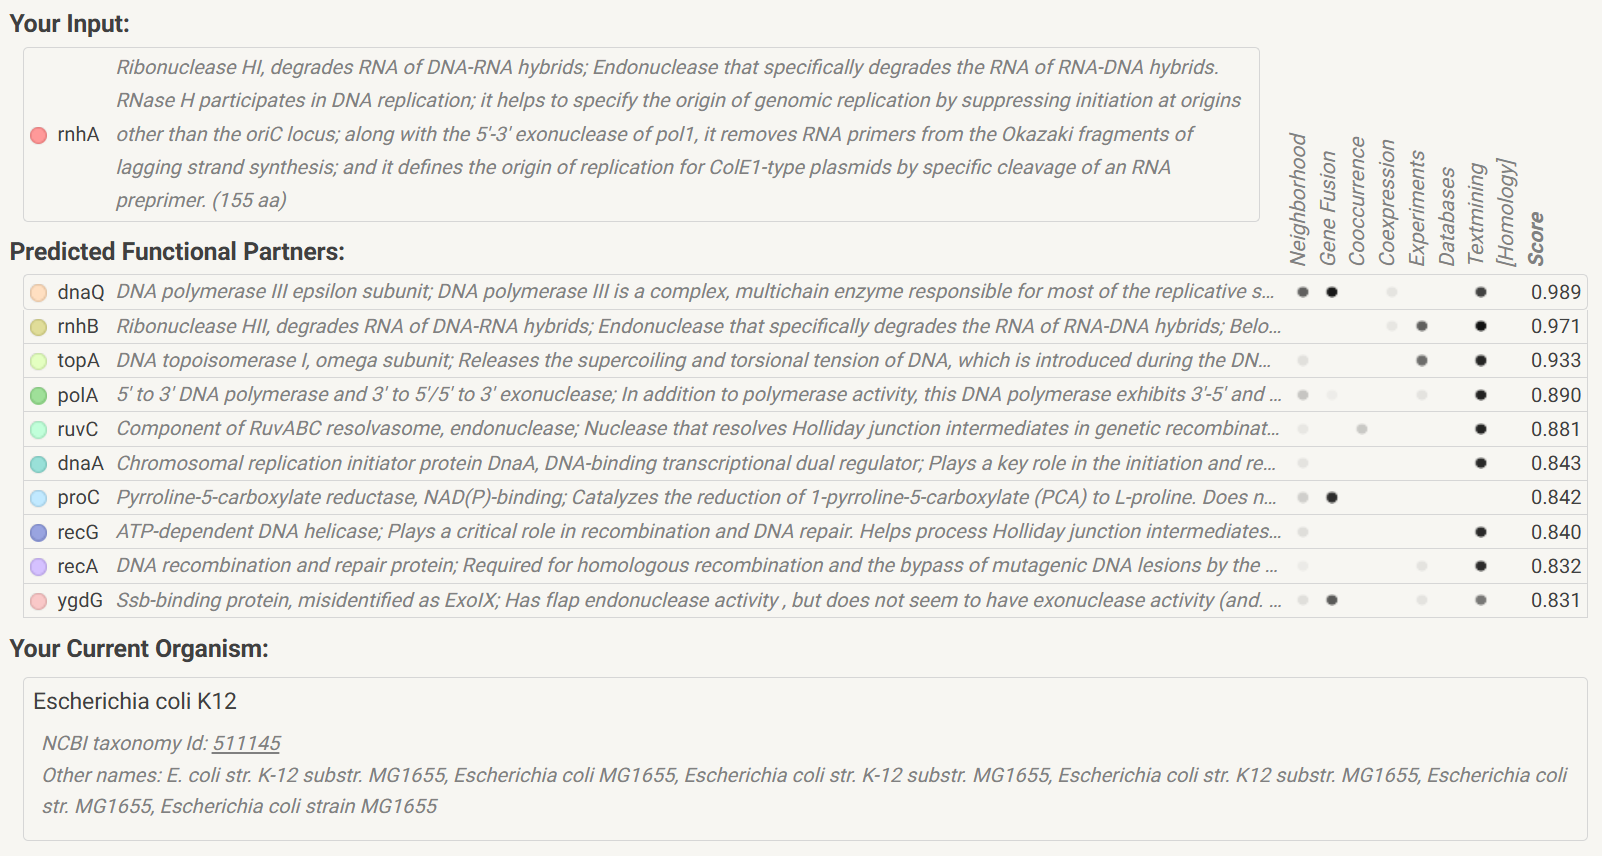 Your Input:
rnhA
Ribonuclease HI, degrades RNA of DNA-RNA hybrids; Endonuclease that specifically degrades the RNA of RNA-DNA hybrids.
RNase H participates in DNA replication; it helps to specify the origin of genomic replication by suppressing initiation at origins
other than the oriC locus; along with the 5'-3' exonuclease of pol1, it removes RNA primers from the Okazaki fragments of
lagging strand synthesis; and it defines the origin of replication for ColE1-type plasmids by specific cleavage of an RNA
preprimer. (155 aa)
Neighborhood
Gene Fusion
Cooccurrence
Coexpression
Experiments
Databases
Textmining
[Homology]
Score
Predicted Functional Partners:
dnaQ DNA polymerase III epsilon subunit; DNA polymerase III is a complex, multichain enzyme responsible for most of the replicative s... 0.989
rnhB Ribonuclease HII, degrades RNA of DNA-RNA hybrids; Endonuclease that specifically degrades the RNA of RNA-DNA hybrids; Belo... 0.971
topA DNA topoisomerase I, omega subunit; Releases the supercoiling and torsional tension of DNA, which is introduced during the DN... 0.933
polA 5' to 3' DNA polymerase and 3' to 5'/5' to 3' exonuclease; In addition to polymerase activity, this DNA polymerase exhibits 3'-5' and ... 0.890
ruvC Component of RuvABC resolvasome, endonuclease; Nuclease that resolves Holliday junction intermediates in genetic recombinat... 0.881
dnaA Chromosomal replication initiator protein DnaA, DNA-binding transcriptional dual regulator; Plays a key role in the initiation and re... 0.843
proC Pyrroline-5-carboxylate reductase, NAD(P)-binding; Catalyzes the reduction of 1-pyrroline-5-carboxylate (PCA) to L-proline. Does n... 0.842
recG ATP-dependent DNA helicase; Plays a critical role in recombination and DNA repair. Helps process Holliday junction intermediates... 0.840
recA DNA recombination and repair protein; Required for homologous recombination and the bypass of mutagenic DNA lesions by the ... 0.832
ygdG Ssb-binding protein, misidentified as ExoIX; Has flap endonuclease activity , but does not seem to have exonuclease activity (and. ... 0.831
Your Current Organism:
Escherichia coli K12
NCBI taxonomy Id: 511145
Other names: E. coli str. K-12 substr. MG1655, Escherichia coli MG1655, Escherichia coli str. K-12 substr. MG1655, Escherichia coli str. K12 substr. MG1655, Escherichia coli
str. MG1655, Escherichia coli strain MG1655